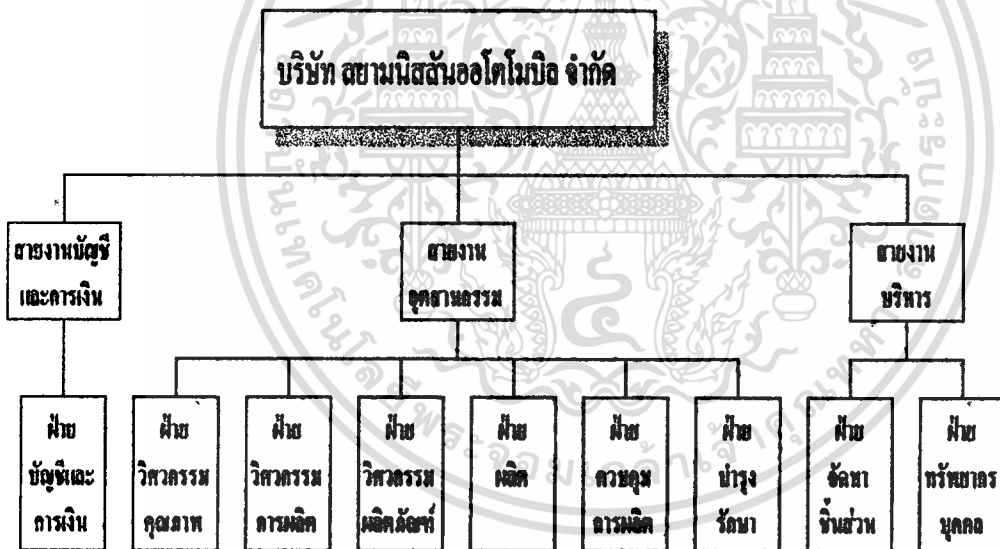 บริษัท สยามนิสสันออโตโมบิล จำกัด
สายงานบัญชี
และการเงิน
สายงาน
อุตสาหกรรม
สายงาน
บริหาร
ฝ่าย
บัญชีและ
การเงิน
ฝ่าย
วิศวกรรม
คุณภาพ
ฝ่าย
วิศวกรรม
การผลิต
ฝ่าย
วิศวกรรม
ผลิตภัณฑ์
ฝ่าย
ผลิต
ฝ่าย
ควบคุม
การผลิต
ฝ่าย
บำรุง
รักษา
ฝ่าย
จัดหา
ชิ้นส่วน
ฝ่าย
ทรัพยากร
บุคคล